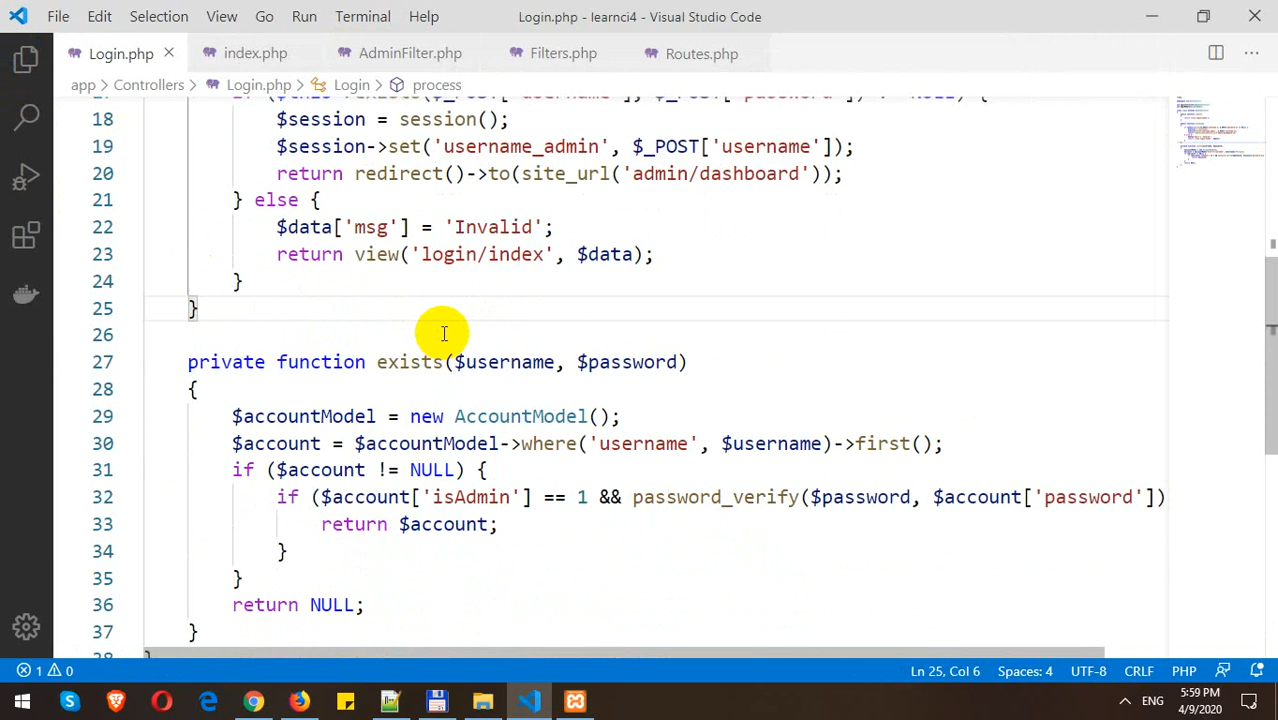 File Edit Selection View Go Run Terminal Help Login.php - learnci4 - Visual Studio Code
Login.php index.php AdminFilter.php Filters.php Routes.php
app > Controllers > Login.php > Login > process
18 $session = session();
19 $session->set('username_admin', $_POST['username']);
20 return redirect()->to(site_url('admin/dashboard'));
21 } else {
22 $data['msg'] = 'Invalid';
23 return view('login/index', $data);
24 }
25 }
26
27 private function exists($username, $password)
28 {
29 $accountModel = new AccountModel();
30 $account = $accountModel->where('username', $username)->first();
31 if ($account != NULL) {
32 if ($account['isAdmin'] == 1 && password_verify($password, $account['password'])
33 return $account;
34 }
35 }
36 return NULL;
37 }
1 0 Ln 25, Col 6 Spaces: 4 UTF-8 CRLF PHP
ENG 5:59 PM
4/9/2020